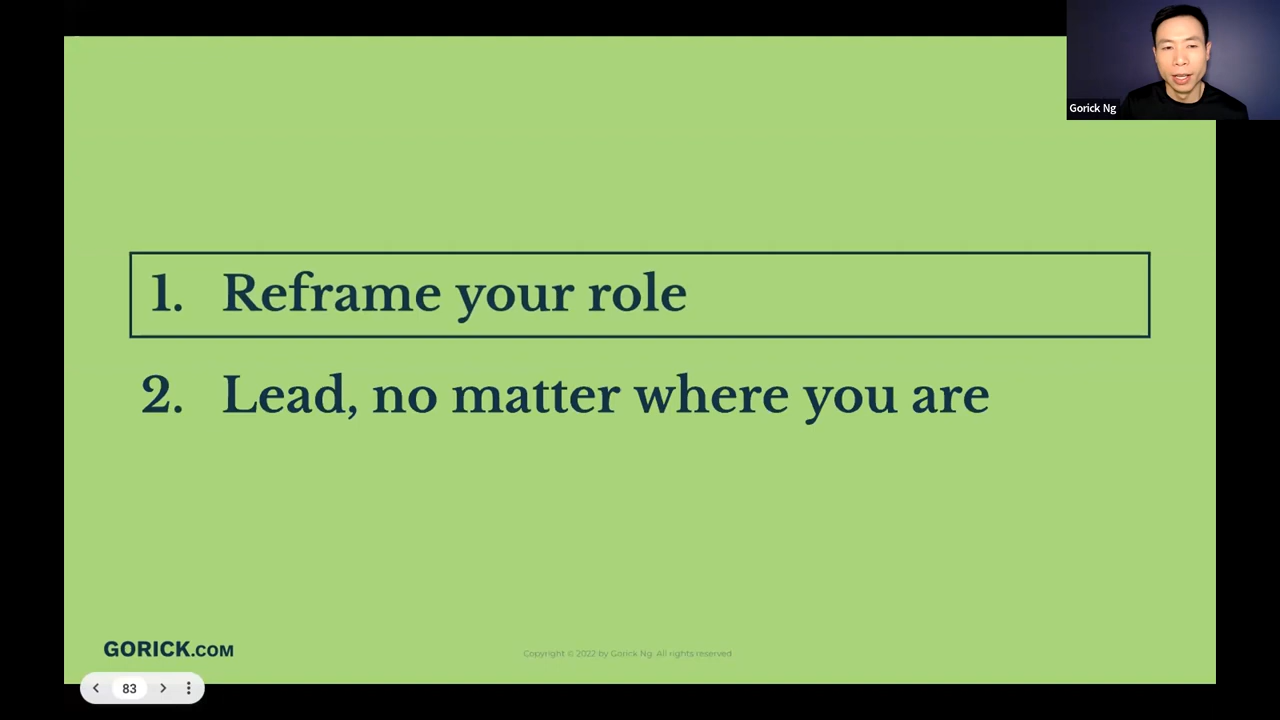 Gorick Ng
1. Reframe your role
2. Lead, no matter where you are
GORICK.COM
Copyright © 2022 by Gorick Ng. All rights reserved
83